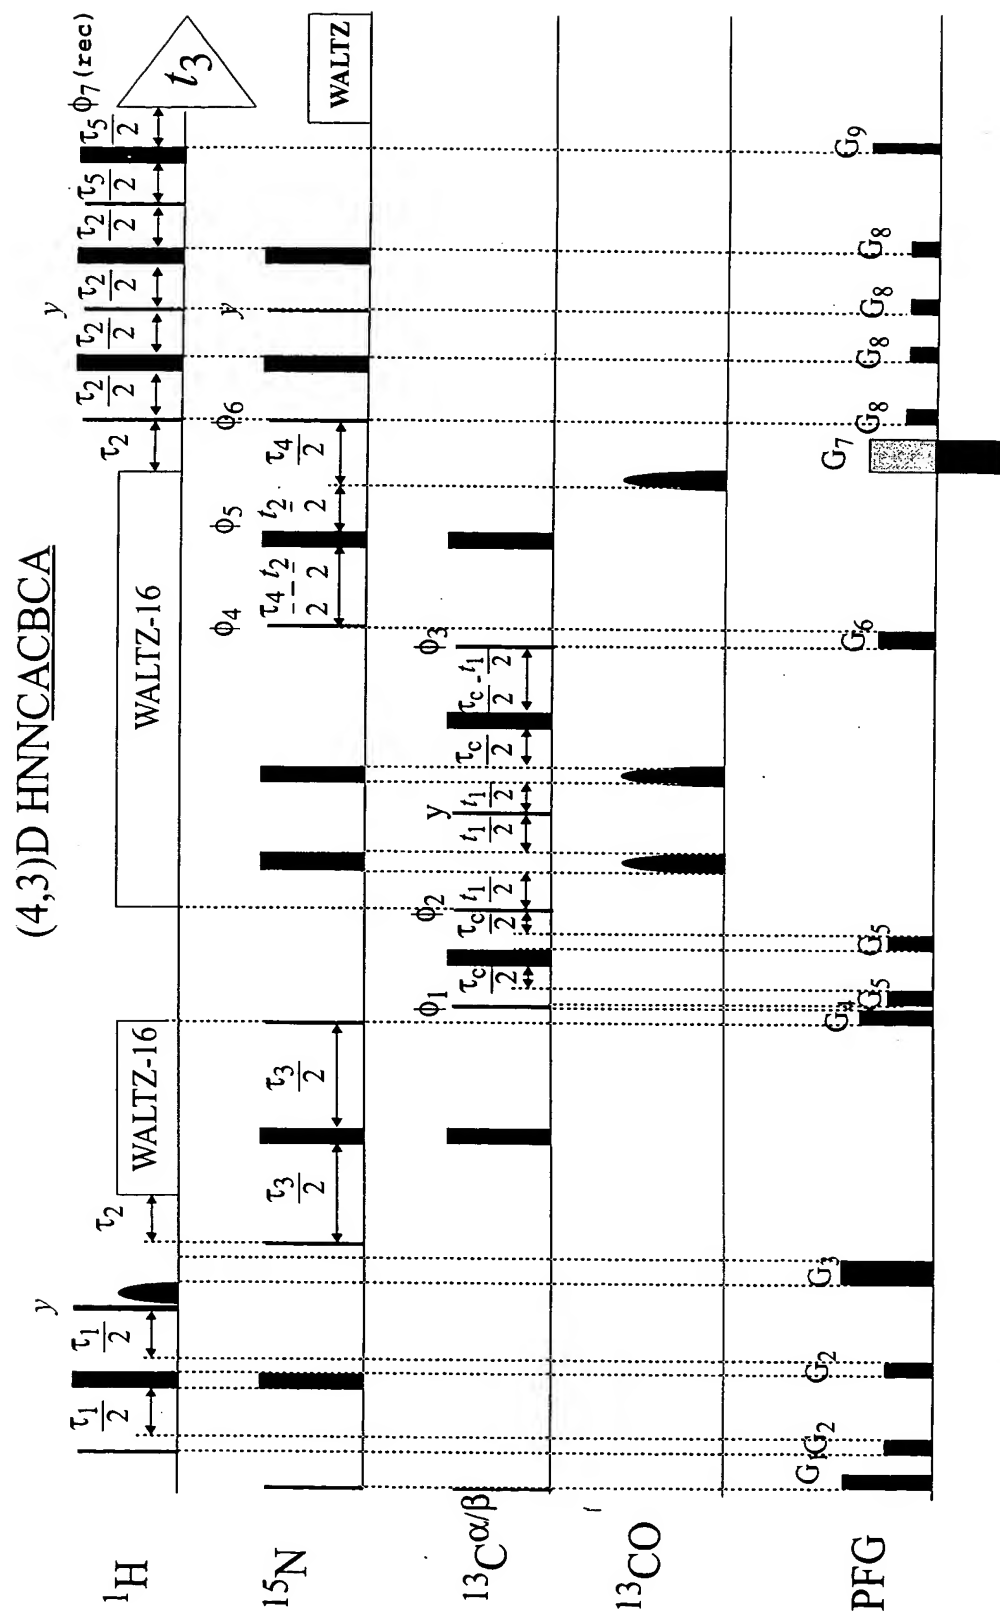 (4,3)D HNNCACBCA
¹H
τ₁/2
τ₁/2
y
τ₂
WALTZ-16
WALTZ-16
τ₂
τ₂/2
τ₂/2
y
τ₂/2
τ₂/2
τ₅/2
τ₅/2
ϕ₇(rec)
t₃
¹⁵N
τ₃/2
τ₃/2
ϕ₄
τ₄/2 - t₂/2
ϕ₅
t₂/2
τ₄/2
ϕ₆
y
WALTZ
¹³Cα/β
ϕ₁
τc/2
τc/2
ϕ₂
t₁/2
t₁/2
y
t₁/2
τc/2
τc/2 - t₁/2
ϕ₃
¹³CO
PFG
G₁
G₂
G₂
G₃
G₄
G₅
G₅
G₆
G₇
G₈
G₈
G₈
G₈
G₉